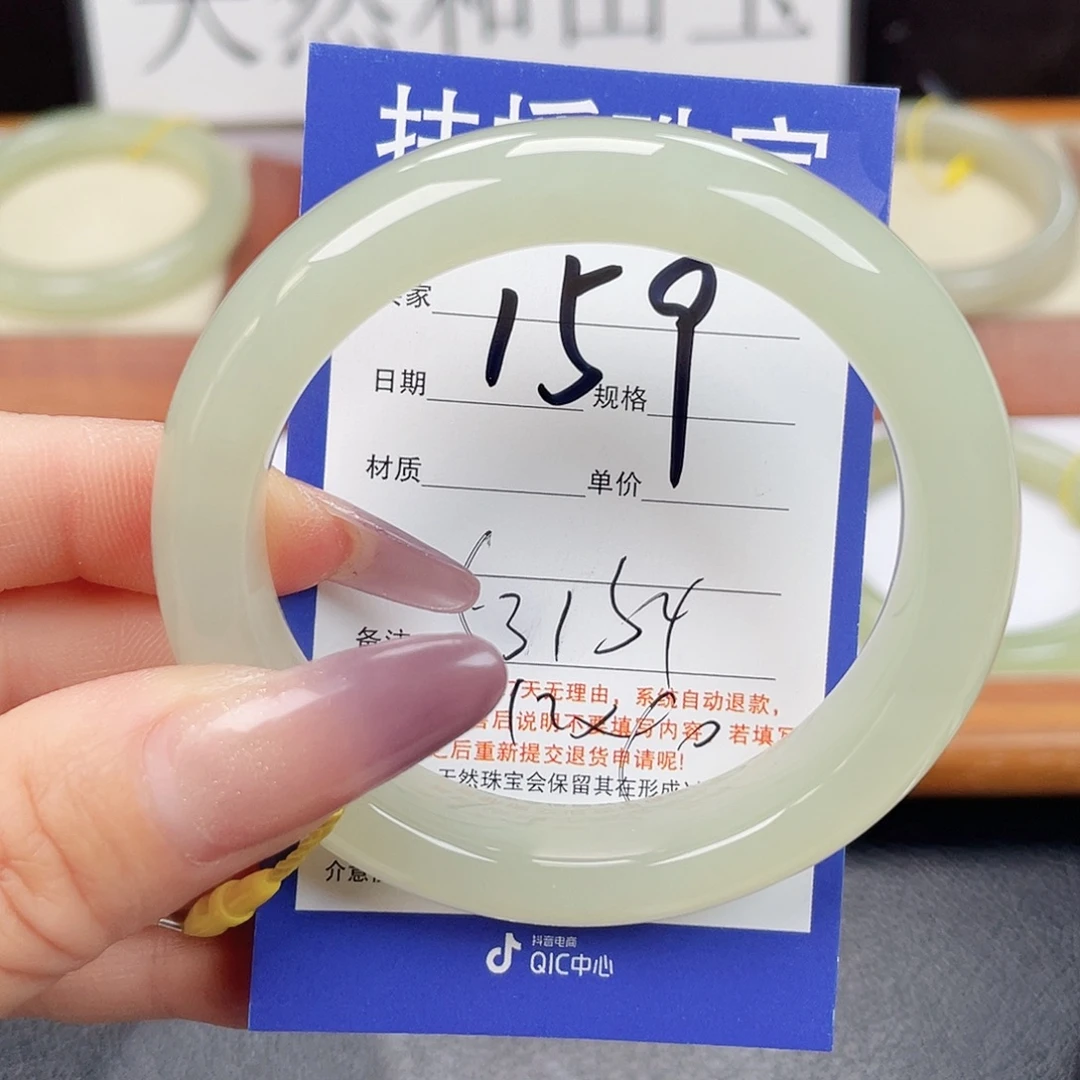 天然和田玉
珠宝
家
159
日期 规格
材质 单价
3154
备注
天无理由，系统自动退款，
售后说明不要填写内容，若填写
之后重新提交退货申请呢!
天然珠宝会保留其在形成
介意
抖音电商
QIC中心